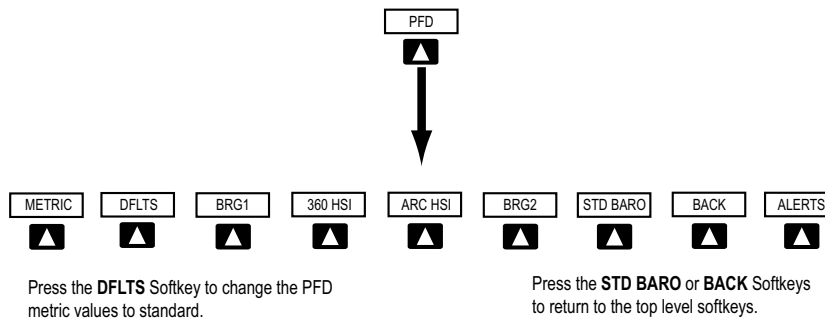 PFD
METRIC DFLTS BRG1 360 HSI ARC HSI BRG2 STD BARO BACK ALERTS
Press the DFLTS Softkey to change the PFD
metric values to standard.
Press the STD BARO or BACK Softkeys
to return to the top level softkeys.